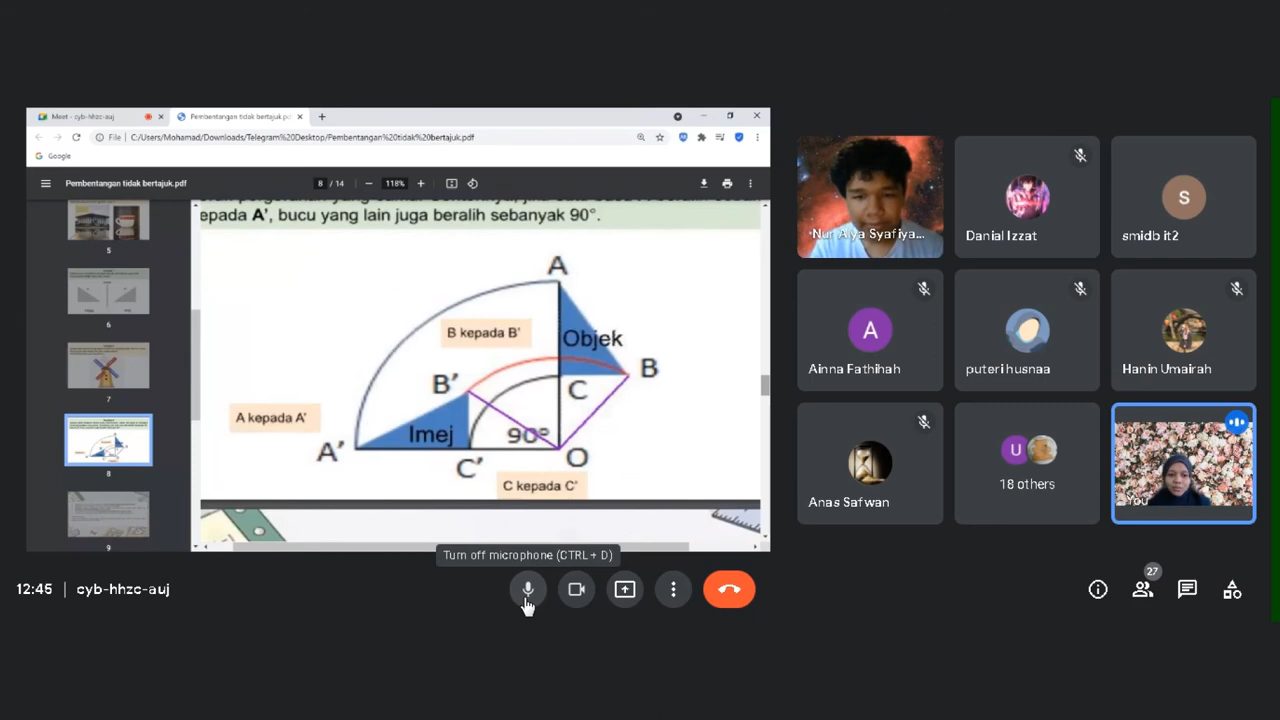 Meet - cyb-hhzc-auj
Pembentangan tidak bertajuk.pd
File | C:/Users/Mohamad/Downloads/Telegram%20Desktop/Pembentangan%20tidak%20bertajuk.pdf
Google
Pembentangan tidak bertajuk.pdf
8 / 14
118%
5
6
7
8
9
epada A', bucu yang lain juga beralih sebanyak 90°.
A
B kepada B'
Objek
B
B'
C
A kepada A'
Imej
90°
A'
C'
O
C kepada C'
Nur Alya Syafiya...
Danial Izzat
S
smidb it2
A
Ainna Fathihah
puteri husnaa
Hanin Umairah
Anas Safwan
U
18 others
You
Turn off microphone (CTRL + D)
12:45 | cyb-hhzc-auj
27